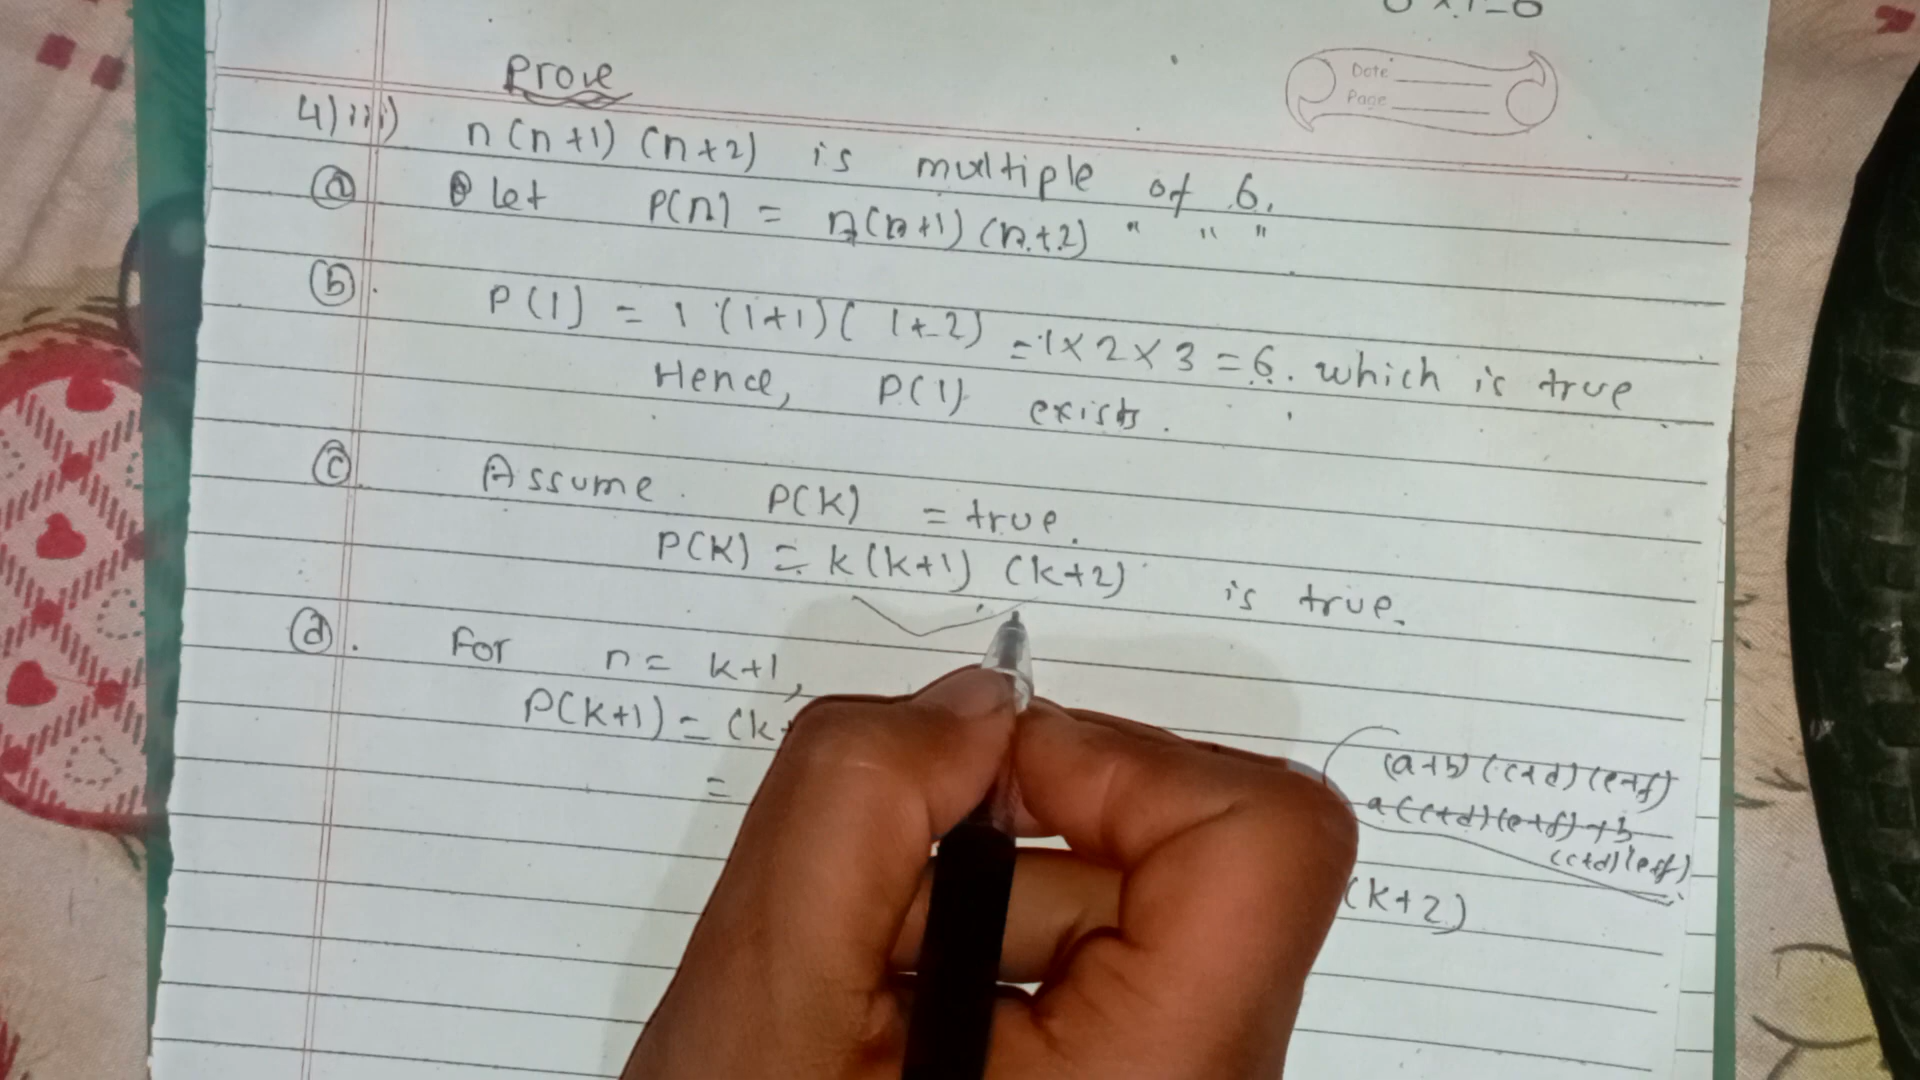 Date
Page
Prove
4) iii) n(n+1) (n+2) is multiple of 6.
(a) let P(n) = n(n+1) (n+2) " " "
(b). P(1) = 1 (1+1) (1+2) = 1 × 2 × 3 = 6. which is true
Hence, P(1) exists.
(c) Assume. P(K) = true.
P(K) = k(k+1) (k+2) is true.
(d). For n = k+1,
P(k+1) = (k+
=
(a+b) (c+d) (e+f)
a(c+d)(e+f)+b
(c+d)(e+f)
(k+2)